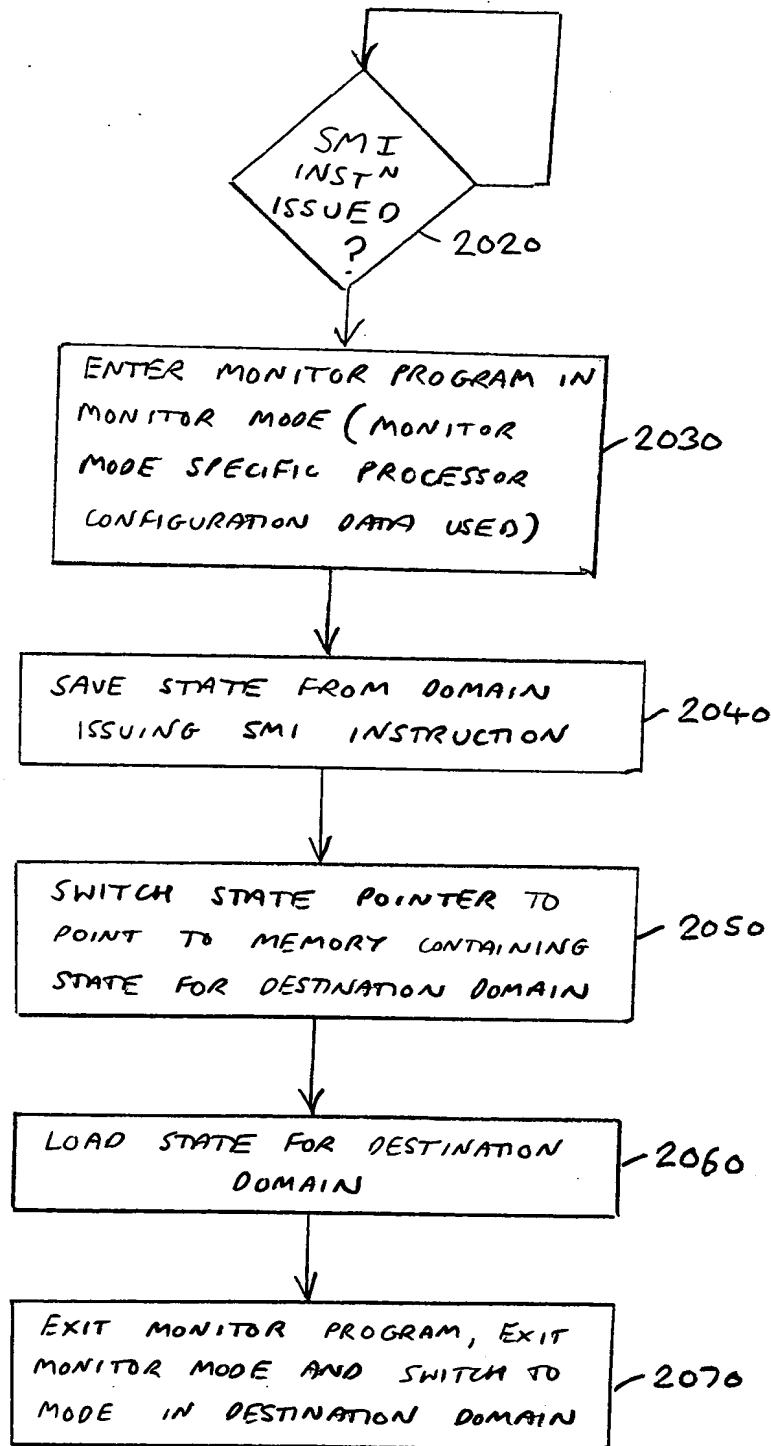 SMI
INSTN
ISSUED
?
2020
ENTER MONITOR PROGRAM IN
MONITOR MODE (MONITOR
MODE SPECIFIC PROCESSOR
CONFIGURATION DATA USED)
2030
SAVE STATE FROM DOMAIN
ISSUING SMI INSTRUCTION
2040
SWITCH STATE POINTER TO
POINT TO MEMORY CONTAINING
STATE FOR DESTINATION DOMAIN
2050
LOAD STATE FOR DESTINATION
DOMAIN
2060
EXIT MONITOR PROGRAM, EXIT
MONITOR MODE AND SWITCH TO
MODE IN DESTINATION DOMAIN
2070